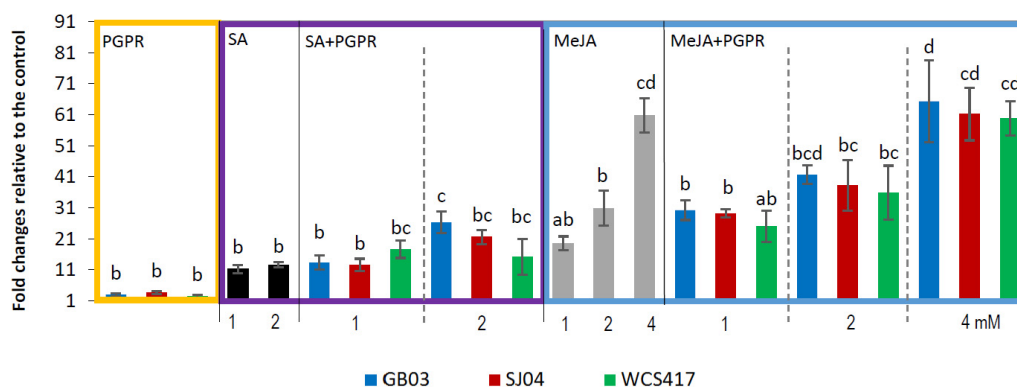 Fold changes relative to the control
91
81
71
61
51
41
31
21
11
1
PGPR
SA
SA+PGPR
MeJA
MeJA+PGPR
b b b
b b
b b bc
c bc bc
ab b cd
b b ab
bcd bc bc
d cd cd
1 2 1 2 1 2 4 1 2 4 mM
GB03 SJ04 WCS417